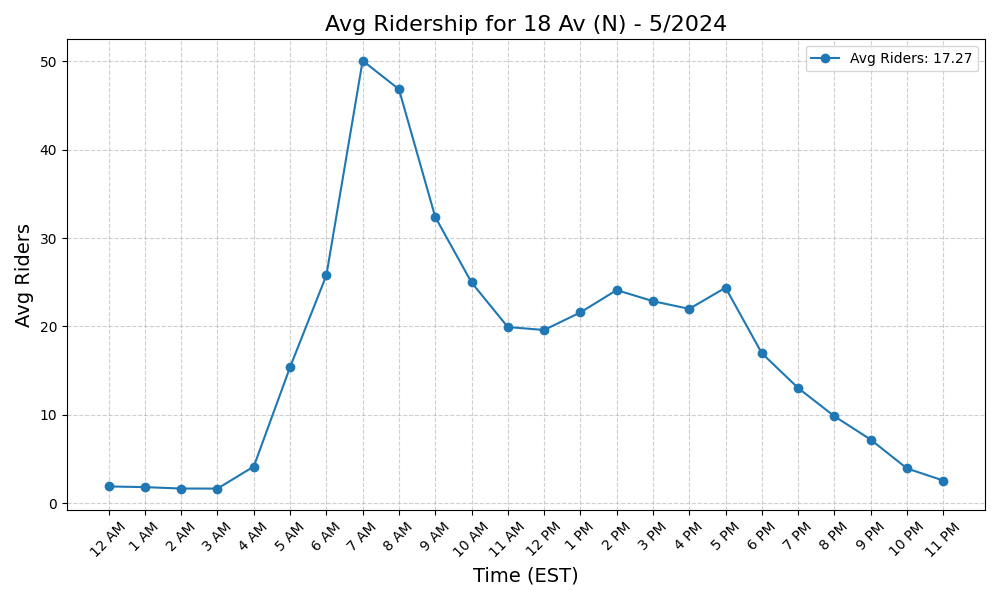 Avg Ridership for 18 Av (N) - 5/2024
Avg Riders: 17.27
Avg Riders
50
40
30
20
10
0
12 AM
1 AM
2 AM
3 AM
4 AM
5 AM
6 AM
7 AM
8 AM
9 AM
10 AM
11 AM
12 PM
1 PM
2 PM
3 PM
4 PM
5 PM
6 PM
7 PM
8 PM
9 PM
10 PM
11 PM
Time (EST)